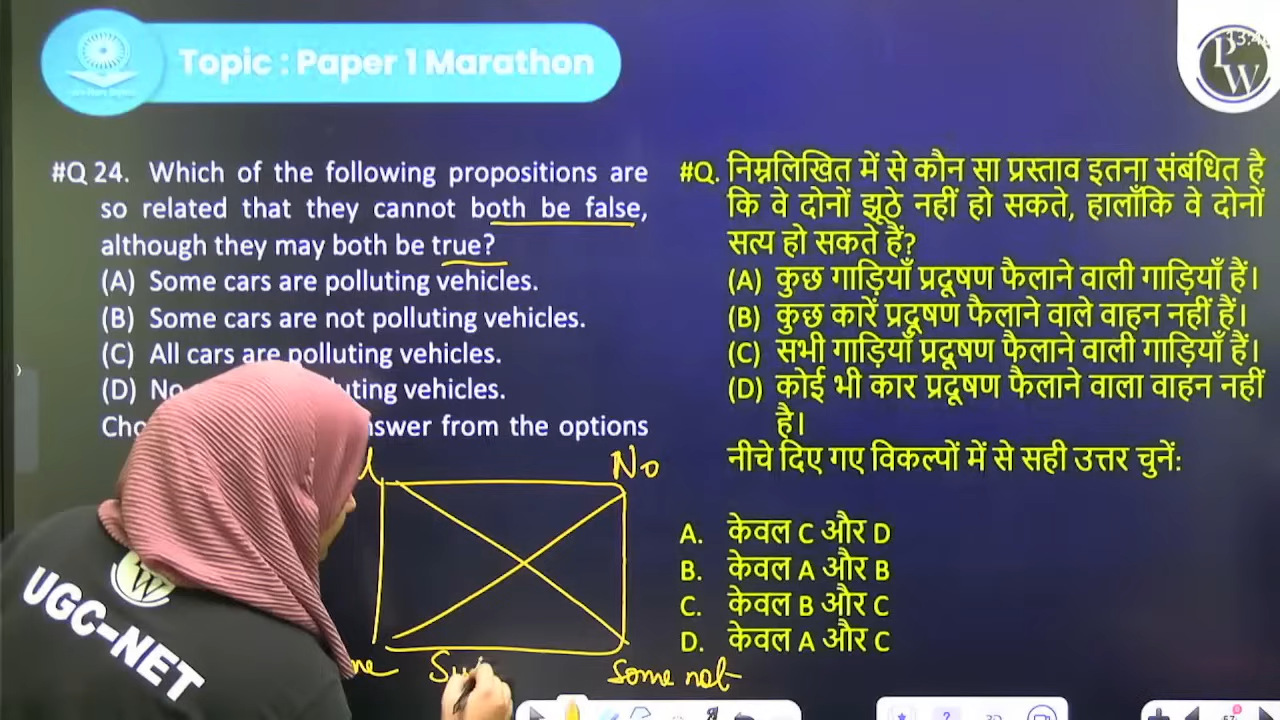 Topic : Paper 1 Marathon
PW
#Q 24. Which of the following propositions are
so related that they cannot both be false,
although they may both be true?
(A) Some cars are polluting vehicles.
(B) Some cars are not polluting vehicles.
(C) All cars are polluting vehicles.
(D) No vehicles.
from the options
No
Some not
UGC-NET
#Q. निम्नलिखित में से कौन सा प्रस्ताव इतना संबंधित है
कि वे दोनों झूठे नहीं हो सकते, हालाँकि वे दोनों
सत्य हो सकते हैं?
(A) कुछ गाड़ियाँ प्रदूषण फैलाने वाली गाड़ियाँ हैं।
(B) कुछ कारें प्रदूषण फैलाने वाले वाहन नहीं हैं।
(C) सभी गाड़ियाँ प्रदूषण फैलाने वाली गाड़ियाँ हैं।
(D) कोई भी कार प्रदूषण फैलाने वाला वाहन नहीं
है।
नीचे दिए गए विकल्पों में से सही उत्तर चुनें:
A. केवल C और D
B. केवल A और B
C. केवल B और C
D. केवल A और C